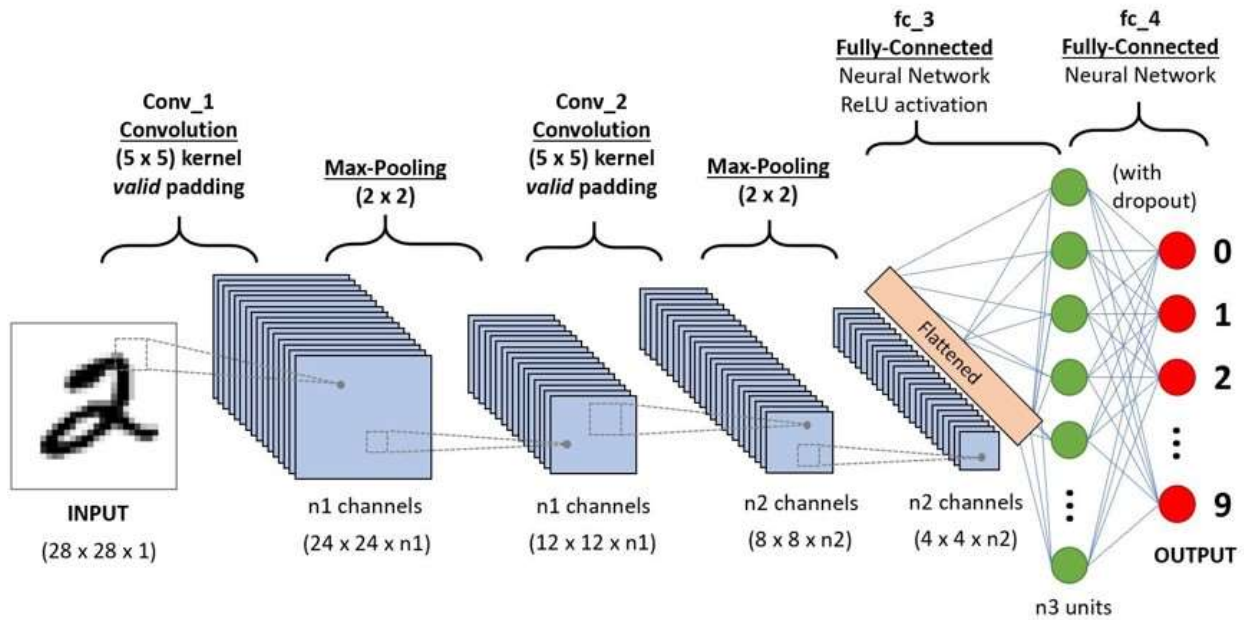 Conv_1
Convolution
(5 x 5) kernel
valid padding
Max-Pooling
(2 x 2)
Conv_2
Convolution
(5 x 5) kernel
valid padding
Max-Pooling
(2 x 2)
fc_3
Fully-Connected
Neural Network
ReLU activation
fc_4
Fully-Connected
Neural Network
(with
dropout)
Flattened
2
INPUT
(28 x 28 x 1)
n1 channels
(24 x 24 x n1)
n1 channels
(12 x 12 x n1)
n2 channels
(8 x 8 x n2)
n2 channels
(4 x 4 x n2)
n3 units
0
1
2
9
OUTPUT